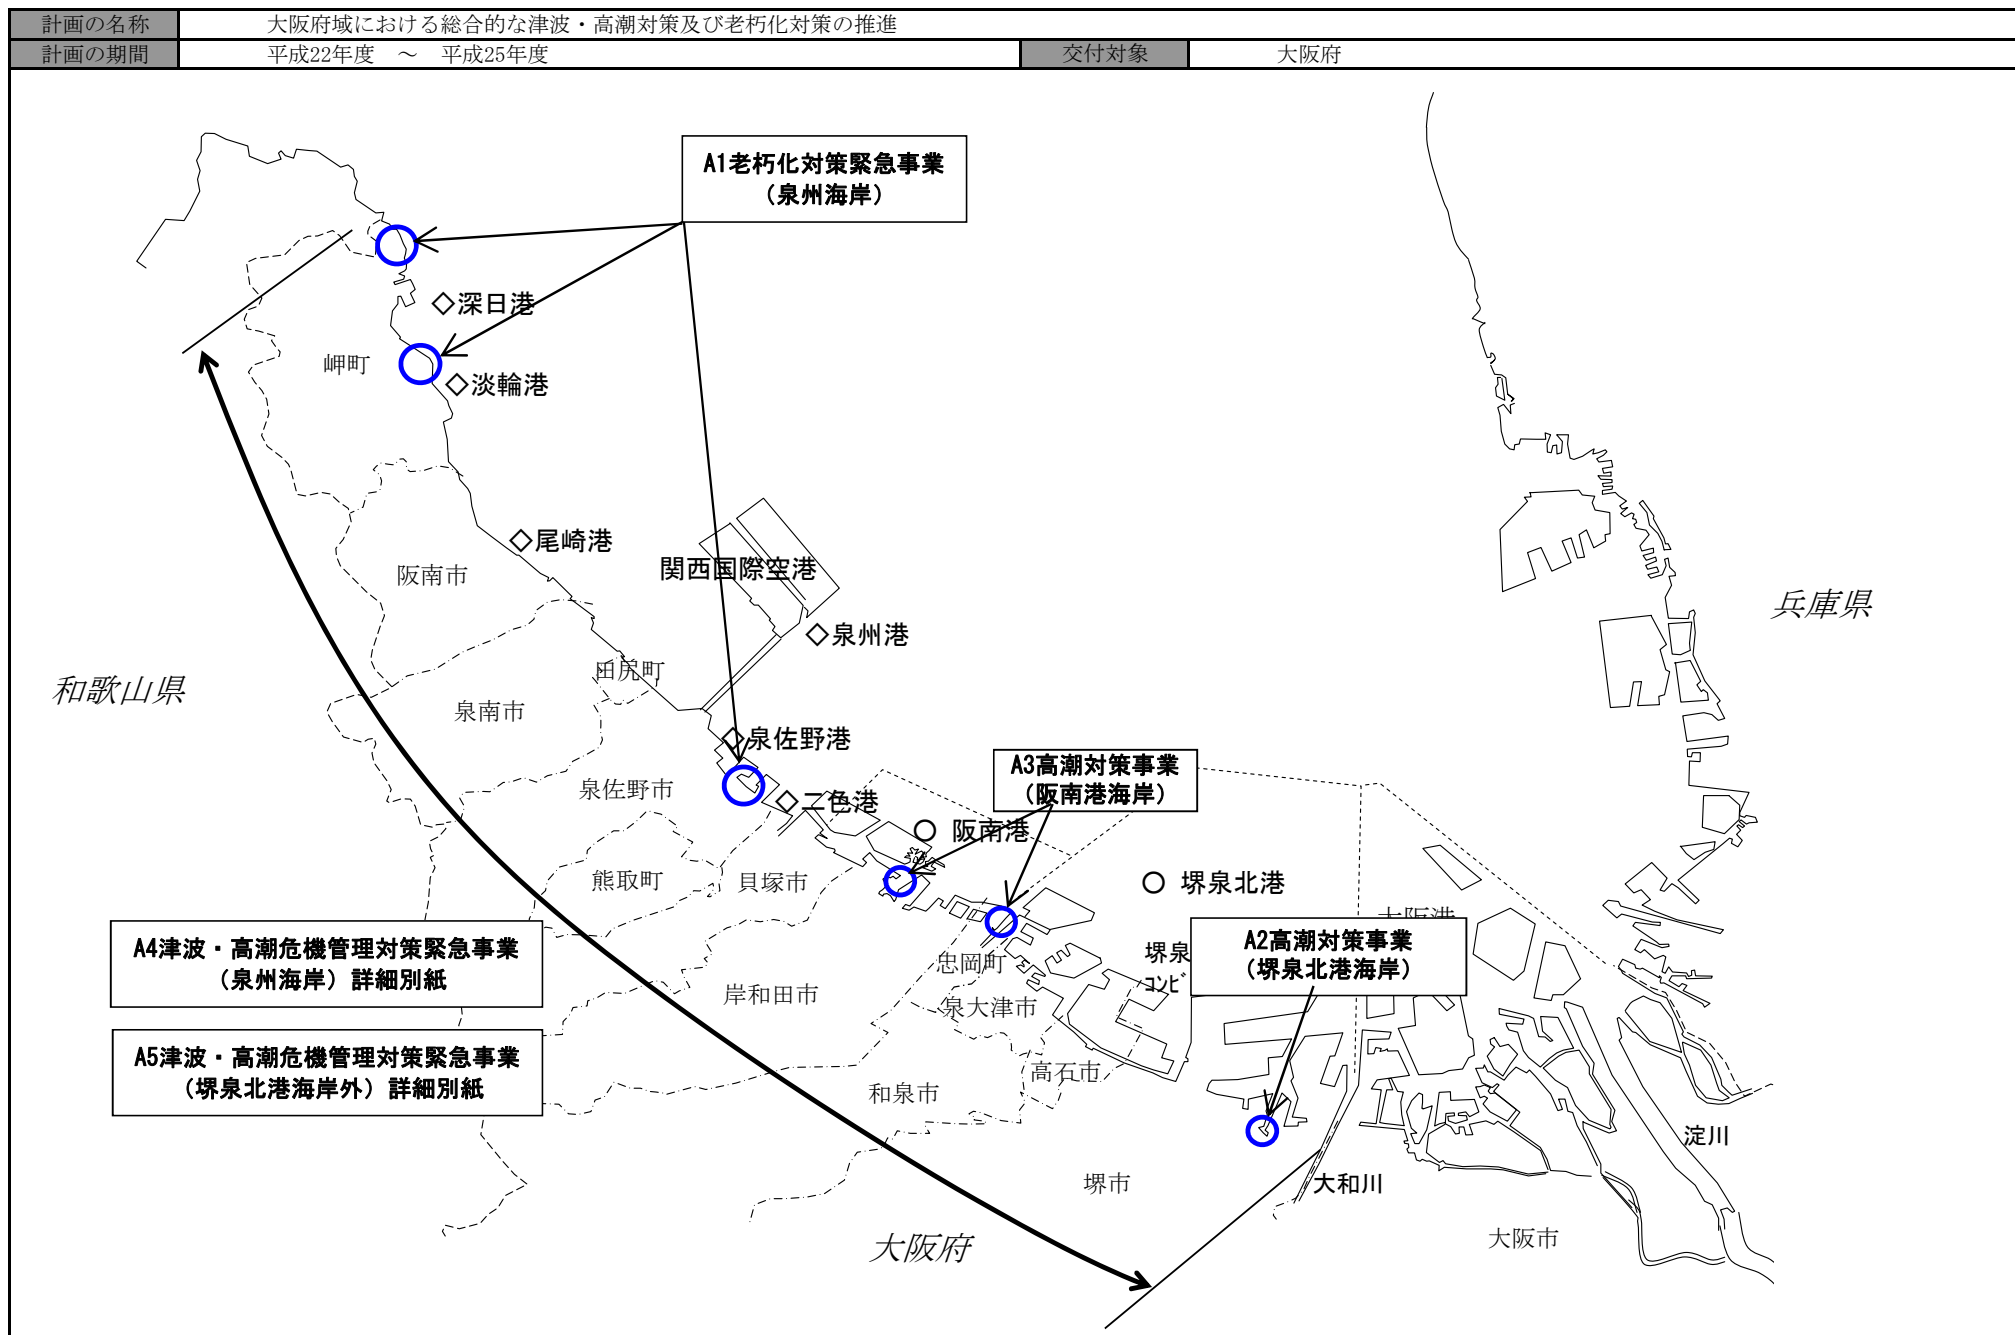 計画の名称 大阪府域における総合的な津波・高潮対策及び老朽化対策の推進
計画の期間 平成22年度 ～ 平成25年度 交付対象 大阪府
A1老朽化対策緊急事業
（泉州海岸）
◇深日港
岬町
◇淡輪港
◇尾崎港
関西国際空港
阪南市
兵庫県
◇泉州港
田尻町
和歌山県
泉南市
◇泉佐野港
A3高潮対策事業
（阪南港海岸）
泉佐野市
◇二色港
○ 阪南港
熊取町
貝塚市
○ 堺泉北港
大阪港
A2高潮対策事業
（堺泉北港海岸）
A4津波・高潮危機管理対策緊急事業
（泉州海岸）詳細別紙
堺泉
ｺﾝﾋﾞ
忠岡町
岸和田市
泉大津市
A5津波・高潮危機管理対策緊急事業
（堺泉北港海岸外）詳細別紙
高石市
和泉市
淀川
堺市
大和川
大阪市
大阪府